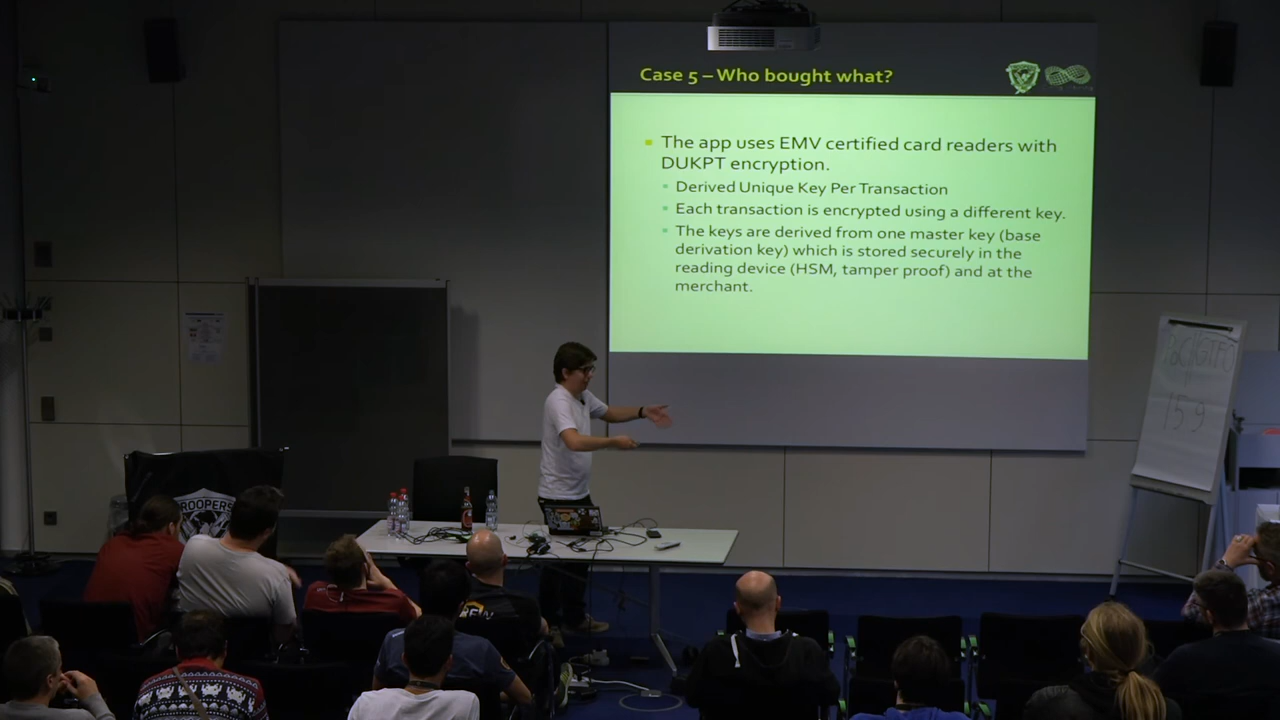 Case 5 – Who bought what?
The app uses EMV certified card readers with
DUKPT encryption.
Derived Unique Key Per Transaction
Each transaction is encrypted using a different key.
The keys are derived from one master key (base
derivation key) which is stored securely in the
reading device (HSM, tamper proof) and at the
merchant.
159
TROOPERS